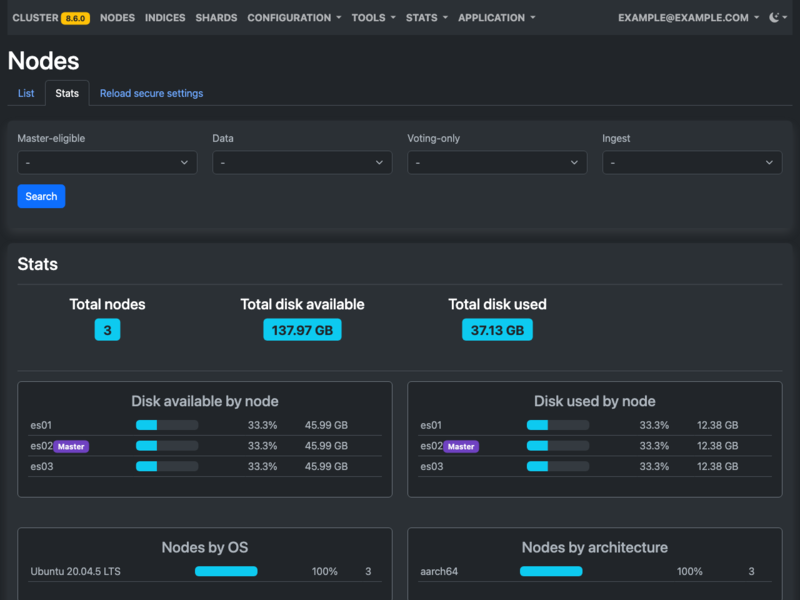 CLUSTER 8.6.0 NODES INDICES SHARDS CONFIGURATION TOOLS STATS APPLICATION EXAMPLE@EXAMPLE.COM
Nodes
List Stats Reload secure settings
Master-eligible Data Voting-only Ingest
- - - -
Search
Stats
Total nodes Total disk available Total disk used
3 137.97 GB 37.13 GB
Disk available by node
es01 33.3% 45.99 GB
es02 Master 33.3% 45.99 GB
es03 33.3% 45.99 GB
Disk used by node
es01 33.3% 12.38 GB
es02 Master 33.3% 12.38 GB
es03 33.3% 12.38 GB
Nodes by OS
Ubuntu 20.04.5 LTS 100% 3
Nodes by architecture
aarch64 100% 3